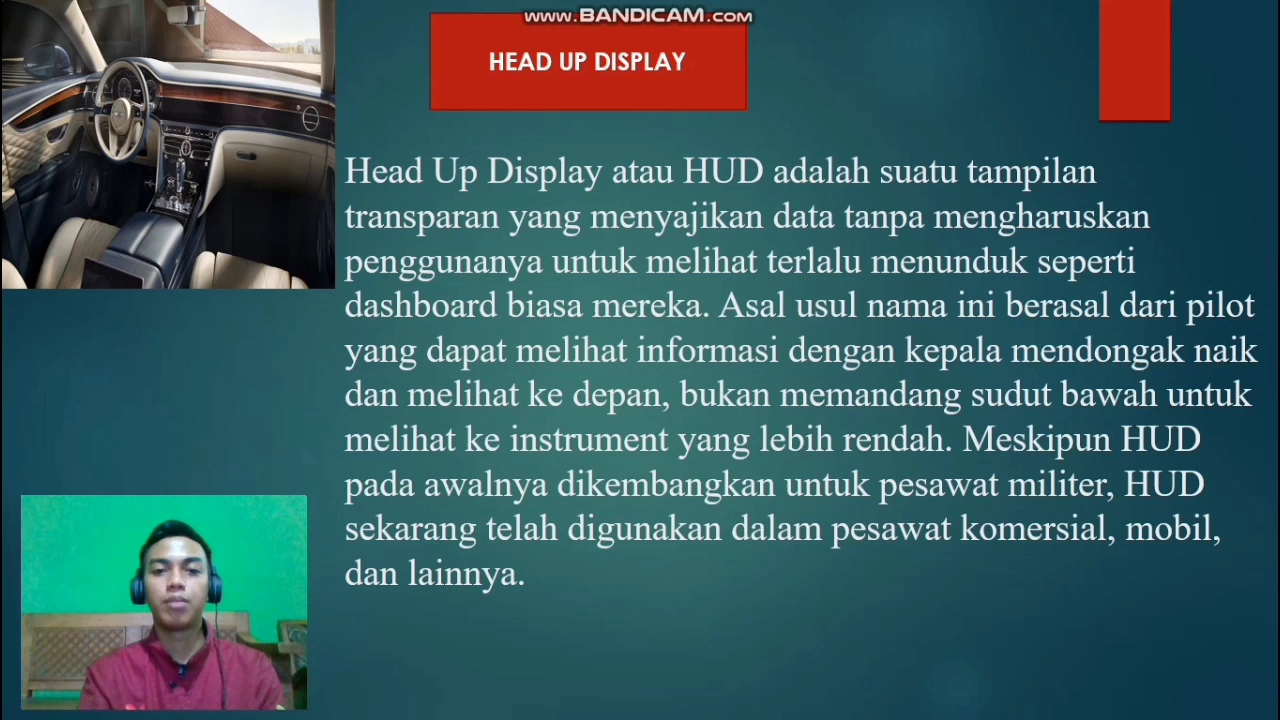 www.BANDICAM.com
HEAD UP DISPLAY
Head Up Display atau HUD adalah suatu tampilan
transparan yang menyajikan data tanpa mengharuskan
penggunanya untuk melihat terlalu menunduk seperti
dashboard biasa mereka. Asal usul nama ini berasal dari pilot
yang dapat melihat informasi dengan kepala mendongak naik
dan melihat ke depan, bukan memandang sudut bawah untuk
melihat ke instrument yang lebih rendah. Meskipun HUD
pada awalnya dikembangkan untuk pesawat militer, HUD
sekarang telah digunakan dalam pesawat komersial, mobil,
dan lainnya.